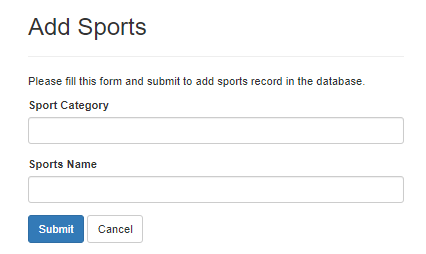 Add Sports
Please fill this form and submit to add sports record in the database.
Sport Category
Sports Name
Submit Cancel